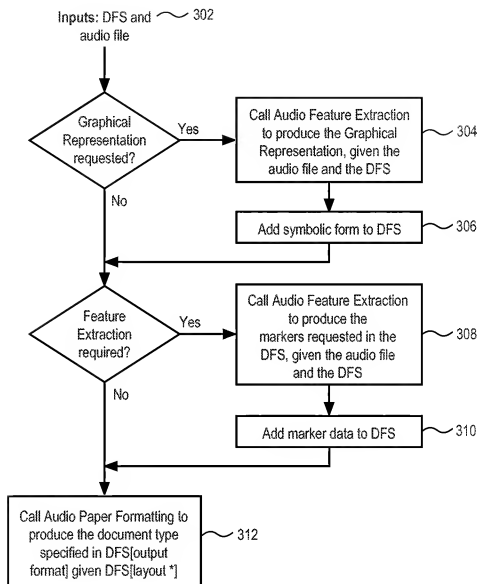 Inputs: DFS and
audio file
302
Graphical
Representation
requested?
Yes
Call Audio Feature Extraction
to produce the Graphical
Representation, given the
audio file and the DFS
304
No
Add symbolic form to DFS
306
Feature
Extraction
required?
Yes
Call Audio Feature Extraction
to produce the
markers requested in the
DFS, given the audio file
and the DFS
308
No
Add marker data to DFS
310
Call Audio Paper Formatting to
produce the document type
specified in DFS[output
format] given DFS[layout *]
312